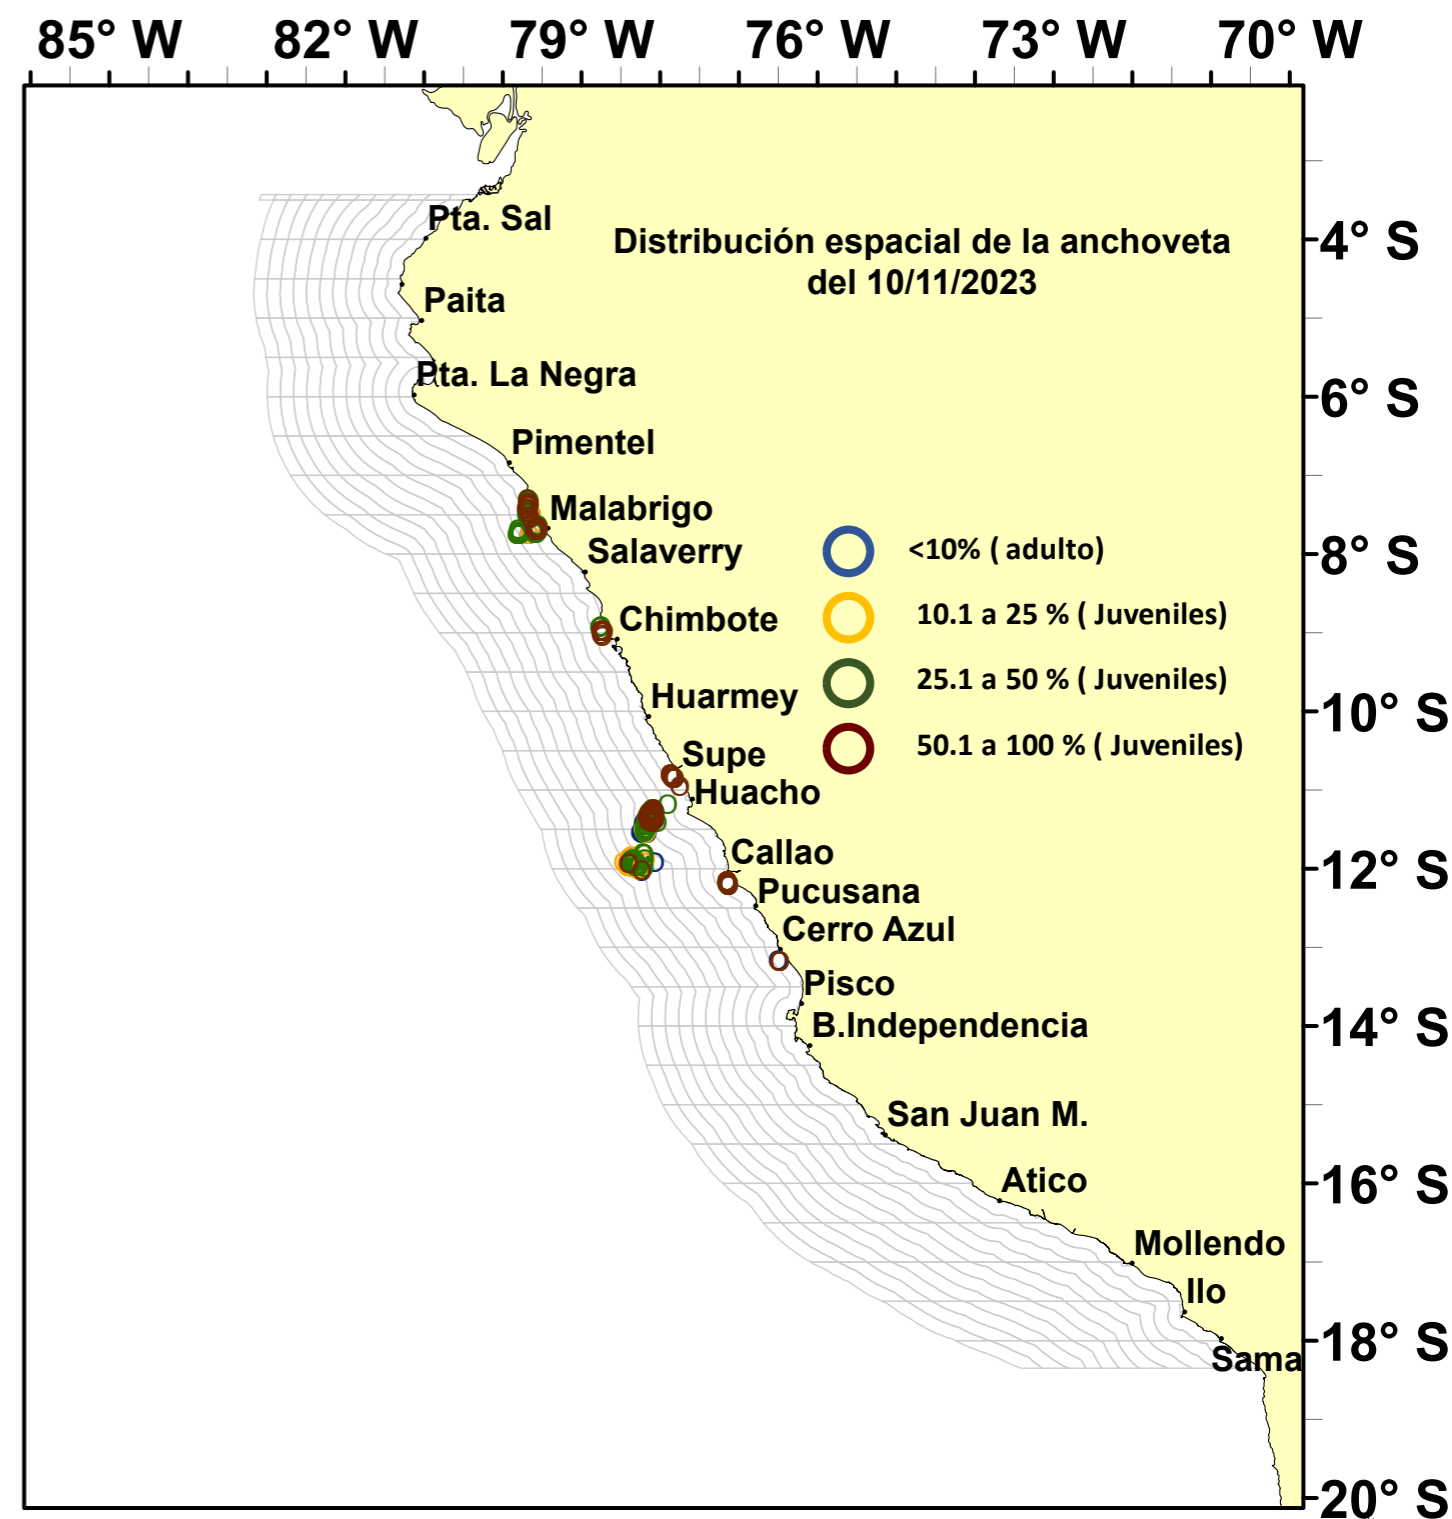 85° W 82° W 79° W 76° W 73° W 70° W
Pta. Sal
Distribución espacial de la anchoveta
del 10/11/2023
4° S
Paita
Pta. La Negra
6° S
Pimentel
Malabrigo
Salaverry
<10% ( adulto)
8° S
Chimbote
10.1 a 25 % ( Juveniles)
25.1 a 50 % ( Juveniles)
Huarmey
10° S
50.1 a 100 % ( Juveniles)
Supe
Huacho
Callao
12° S
Pucusana
Cerro Azul
Pisco
B.Independencia
14° S
San Juan M.
Atico
16° S
Mollendo
Ilo
18° S
Sama
20° S